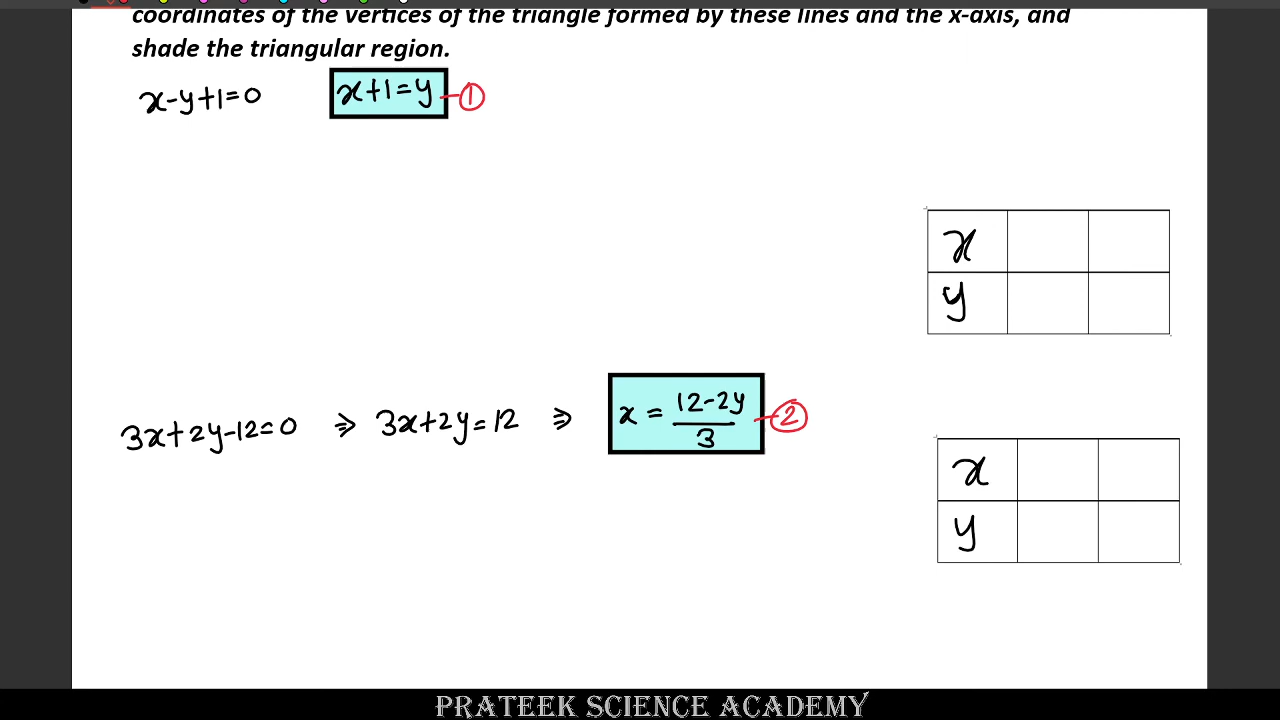 coordinates of the vertices of the triangle formed by these lines and the x-axis, and
shade the triangular region.
x-y+1=0 x+1=y ①
x
y
3x+2y-12=0 ⇒ 3x+2y=12 ⇒ x = (12-2y)/3 ②
x
y
PRATEEK SCIENCE ACADEMY